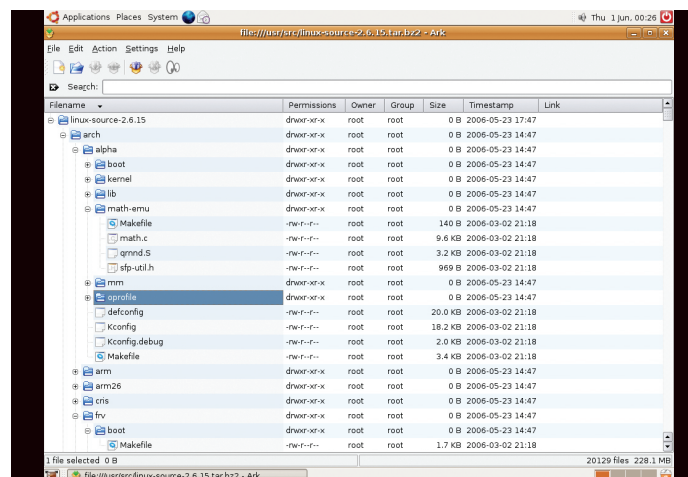 Applications Places System Thu 1 Jun, 00:26
file:///usr/src/linux-source-2.6.15.tar.bz2 - Ark
File Edit Action Settings Help
Search:
Filename Permissions Owner Group Size Timestamp Link
linux-source-2.6.15 drwxr-xr-x root root 0 B 2006-05-23 17:47
arch drwxr-xr-x root root 0 B 2006-05-23 14:47
alpha drwxr-xr-x root root 0 B 2006-05-23 14:47
boot drwxr-xr-x root root 0 B 2006-05-23 14:47
kernel drwxr-xr-x root root 0 B 2006-05-23 14:47
lib drwxr-xr-x root root 0 B 2006-05-23 14:47
math-emu drwxr-xr-x root root 0 B 2006-05-23 14:47
Makefile -rw-r--r-- root root 140 B 2006-03-02 21:18
math.c -rw-r--r-- root root 9.6 KB 2006-03-02 21:18
qrnnd.S -rw-r--r-- root root 3.2 KB 2006-03-02 21:18
sfp-util.h -rw-r--r-- root root 969 B 2006-03-02 21:18
mm drwxr-xr-x root root 0 B 2006-05-23 14:47
oprofile drwxr-xr-x root root 0 B 2006-05-23 14:47
defconfig -rw-r--r-- root root 20.0 KB 2006-03-02 21:18
Kconfig -rw-r--r-- root root 18.2 KB 2006-03-02 21:18
Kconfig.debug -rw-r--r-- root root 2.0 KB 2006-03-02 21:18
Makefile -rw-r--r-- root root 3.4 KB 2006-03-02 21:18
arm drwxr-xr-x root root 0 B 2006-05-23 14:47
arm26 drwxr-xr-x root root 0 B 2006-05-23 14:47
cris drwxr-xr-x root root 0 B 2006-05-23 14:47
frv drwxr-xr-x root root 0 B 2006-05-23 14:47
boot drwxr-xr-x root root 0 B 2006-05-23 14:47
Makefile -rw-r--r-- root root 1.7 KB 2006-03-02 21:18
1 file selected 0 B 20129 files 228.1 MB
file:///usr/src/linux-source-2.6.15.tar.bz2 - Ark